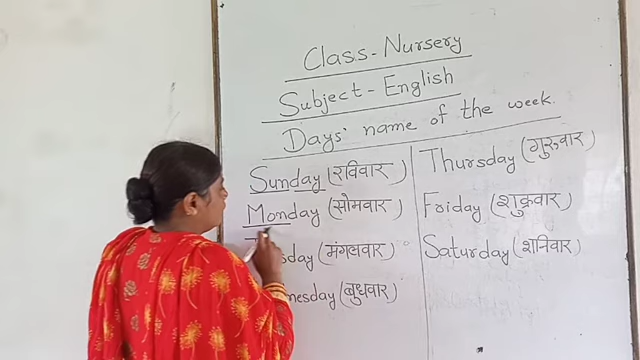 Class - Nursery
Subject - English
Days' name of the week.
Sunday (रविवार)
Monday (सोमवार)
(मंगलवार)
(बुधवार)
Thursday (गुरुवार)
Friday (शुक्रवार)
Saturday (शनिवार)